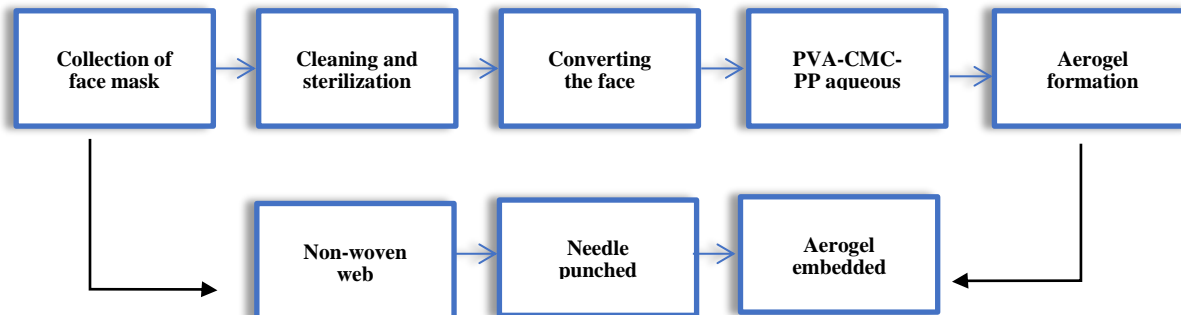 Collection of
face mask
Cleaning and
sterilization
Converting
the face
PVA-CMC-
PP aqueous
Aerogel
formation
Non-woven
web
Needle
punched
Aerogel
embedded